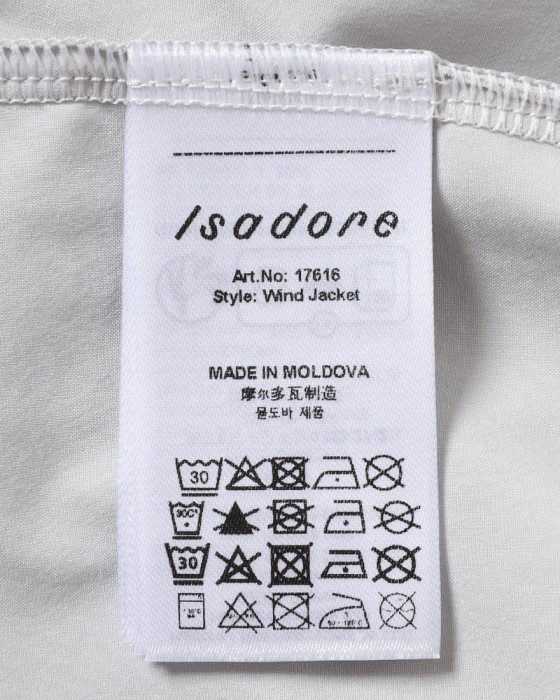 Isadore
Art.No: 17616
Style: Wind Jacket
MADE IN MOLDOVA
摩尔多瓦制造
몰도바 제품
30
30C°
30